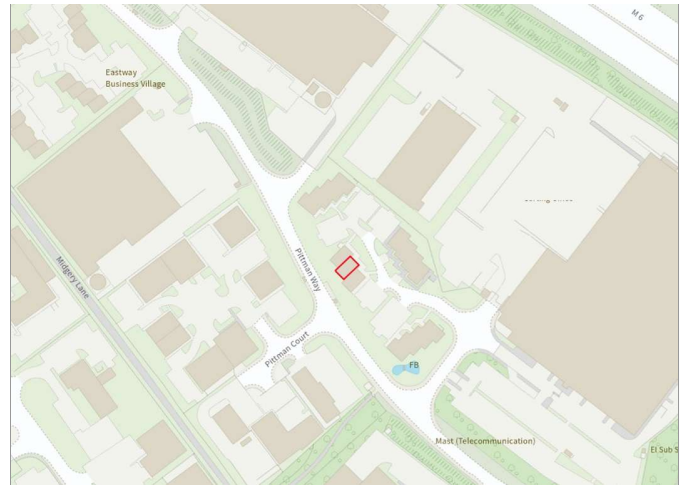 M 6
Eastway
Business Village
Midgery Lane
Pittman Way
Pittman Court
FB
Mast (Telecommunication)
El Sub S